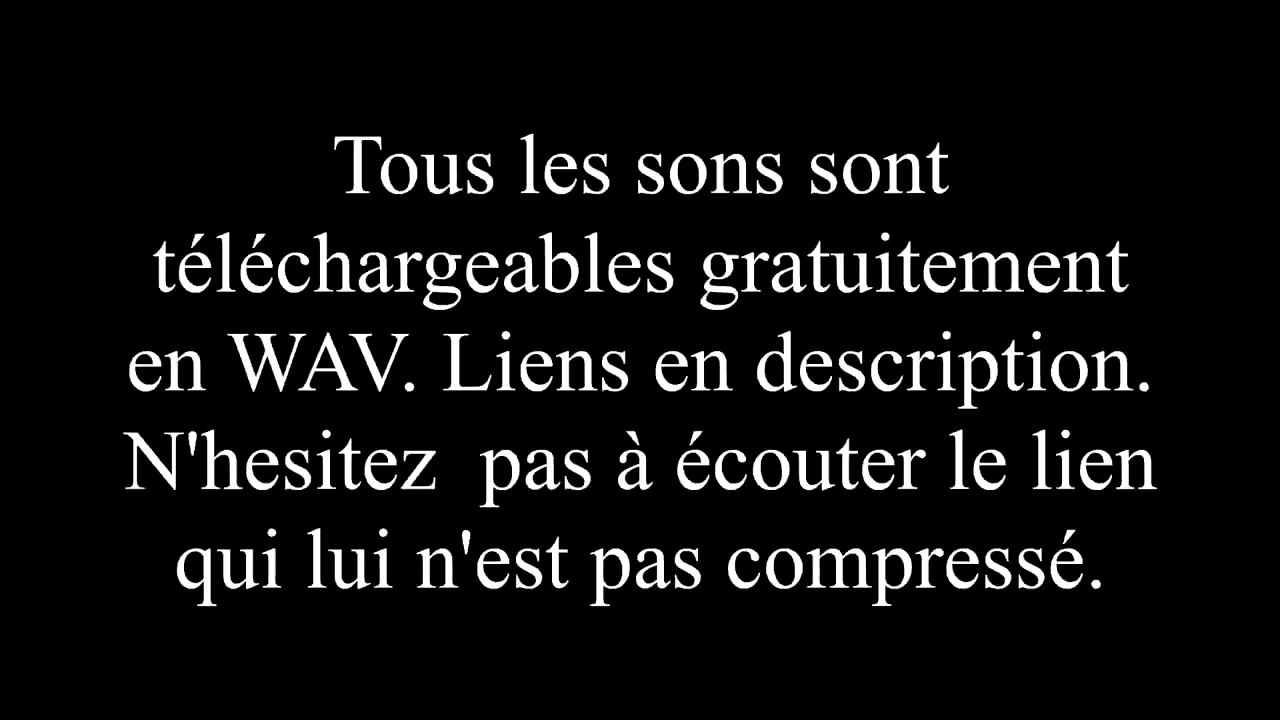 Tous les sons sont
téléchargeables gratuitement
en WAV. Liens en description.
N'hesitez  pas à écouter le lien
qui lui n'est pas compressé.